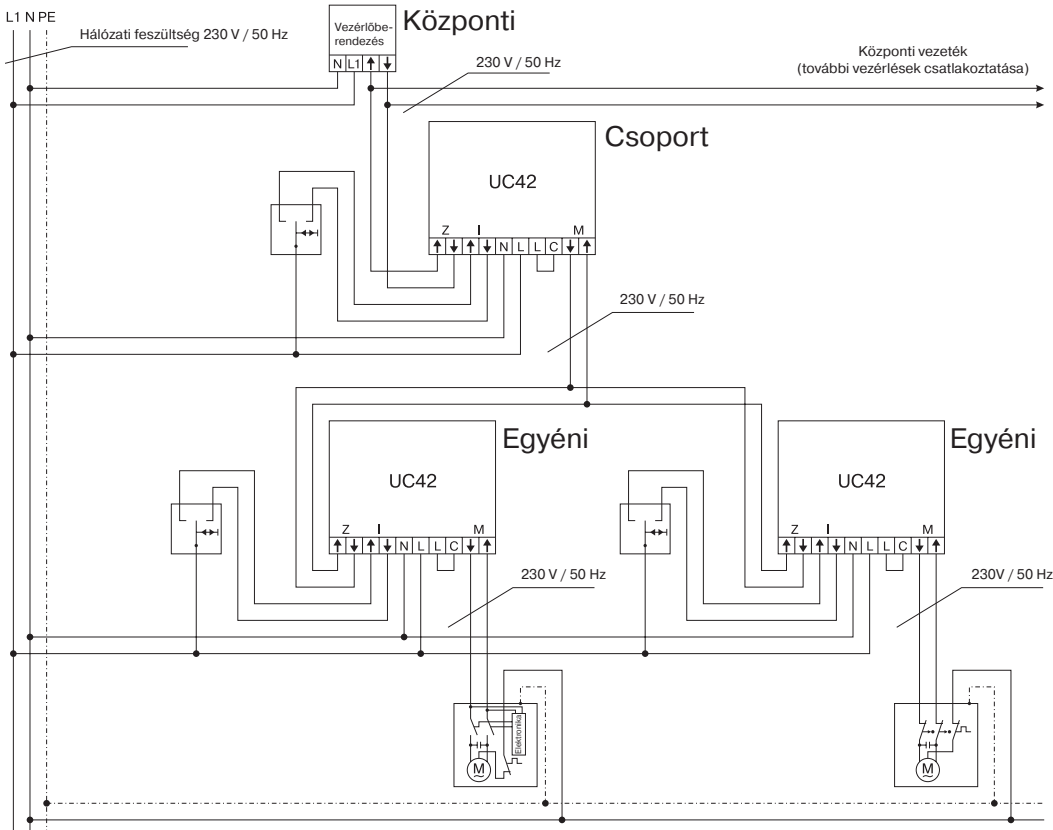 L1 N PE
Hálózati feszültség 230 V / 50 Hz
Vezérlőbe-
rendezés
Központi
N L1 ↑ ↓
230 V / 50 Hz
Központi vezeték
(további vezérlések csatlakoztatása)
Csoport
UC42
Z I M
↑ ↓ ↑ ↓ N L L C ↓ ↑
230 V / 50 Hz
Egyéni
UC42
Z I M
↑ ↓ ↑ ↓ N L L C ↓ ↑
230 V / 50 Hz
Egyéni
UC42
Z I M
↑ ↓ ↑ ↓ N L L C ↓ ↑
230V / 50 Hz
Elektronika
M
~
M
~